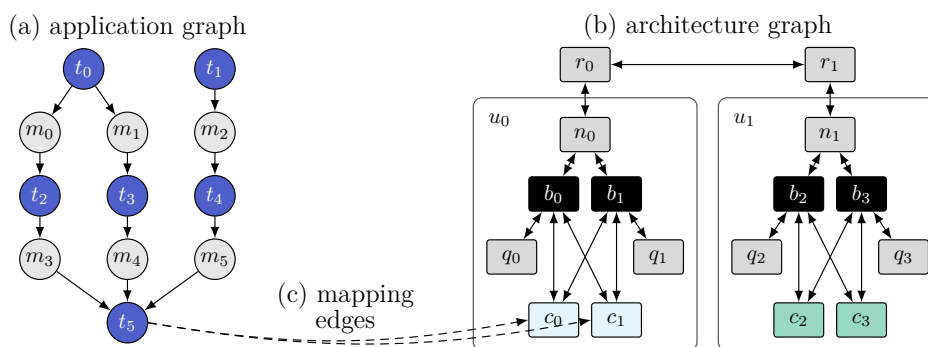 (a) application graph
t₀ t₁
m₀ m₁ m₂
t₂ t₃ t₄
m₃ m₄ m₅
t₅
(c) mapping
edges
(b) architecture graph
r₀ r₁
u₀ u₁
n₀ n₁
b₀ b₁ b₂ b₃
q₀ q₁ q₂ q₃
c₀ c₁ c₂ c₃